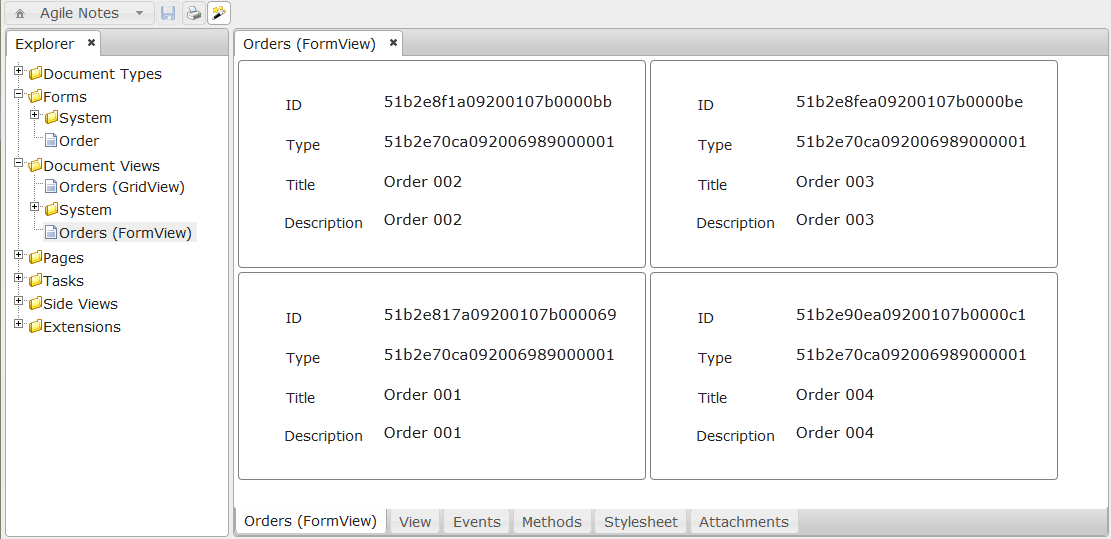 Agile Notes
Explorer
Document Types
Forms
System
Order
Document Views
Orders (GridView)
System
Orders (FormView)
Pages
Tasks
Side Views
Extensions
Orders (FormView)
ID 51b2e8f1a09200107b0000bb
Type 51b2e70ca092006989000001
Title Order 002
Description Order 002
ID 51b2e8fea09200107b0000be
Type 51b2e70ca092006989000001
Title Order 003
Description Order 003
ID 51b2e817a09200107b000069
Type 51b2e70ca092006989000001
Title Order 001
Description Order 001
ID 51b2e90ea09200107b0000c1
Type 51b2e70ca092006989000001
Title Order 004
Description Order 004
Orders (FormView) View Events Methods Stylesheet Attachments